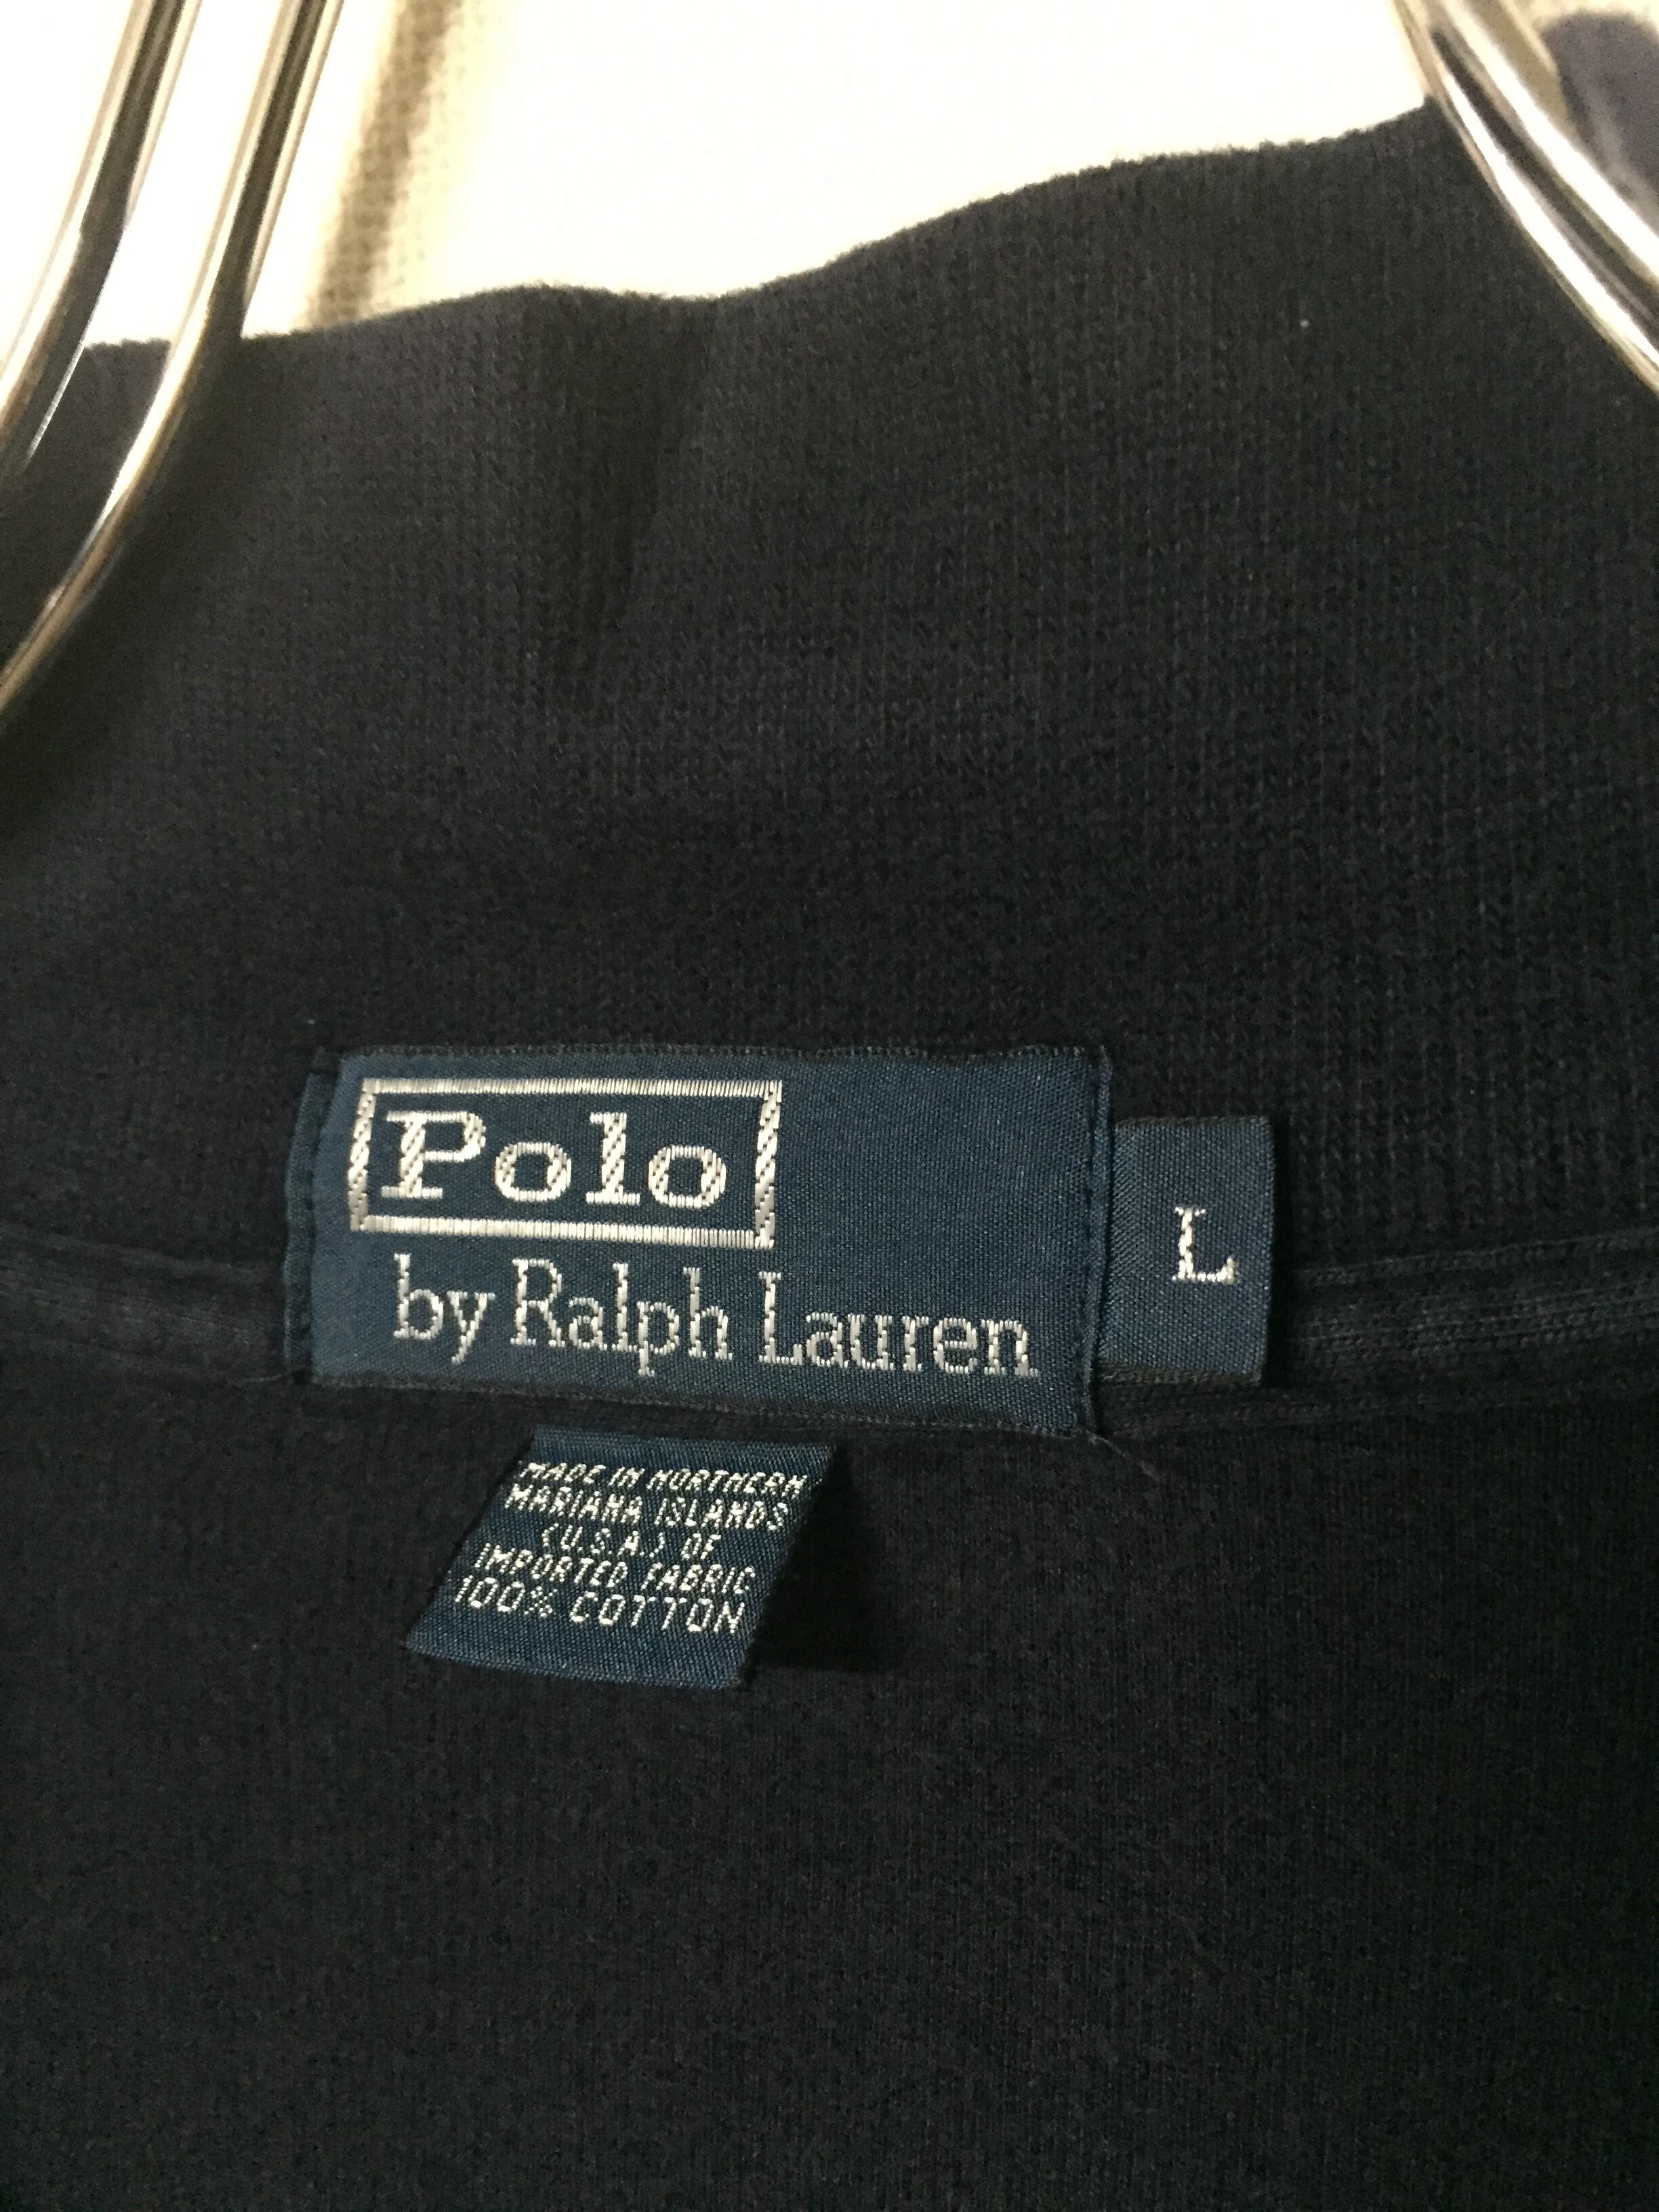 Polo
by Ralph Lauren
L
MADE IN NORTHERN
MARIANA ISLANDS
(U.S.A.) OF
IMPORTED FABRIC
100% COTTON